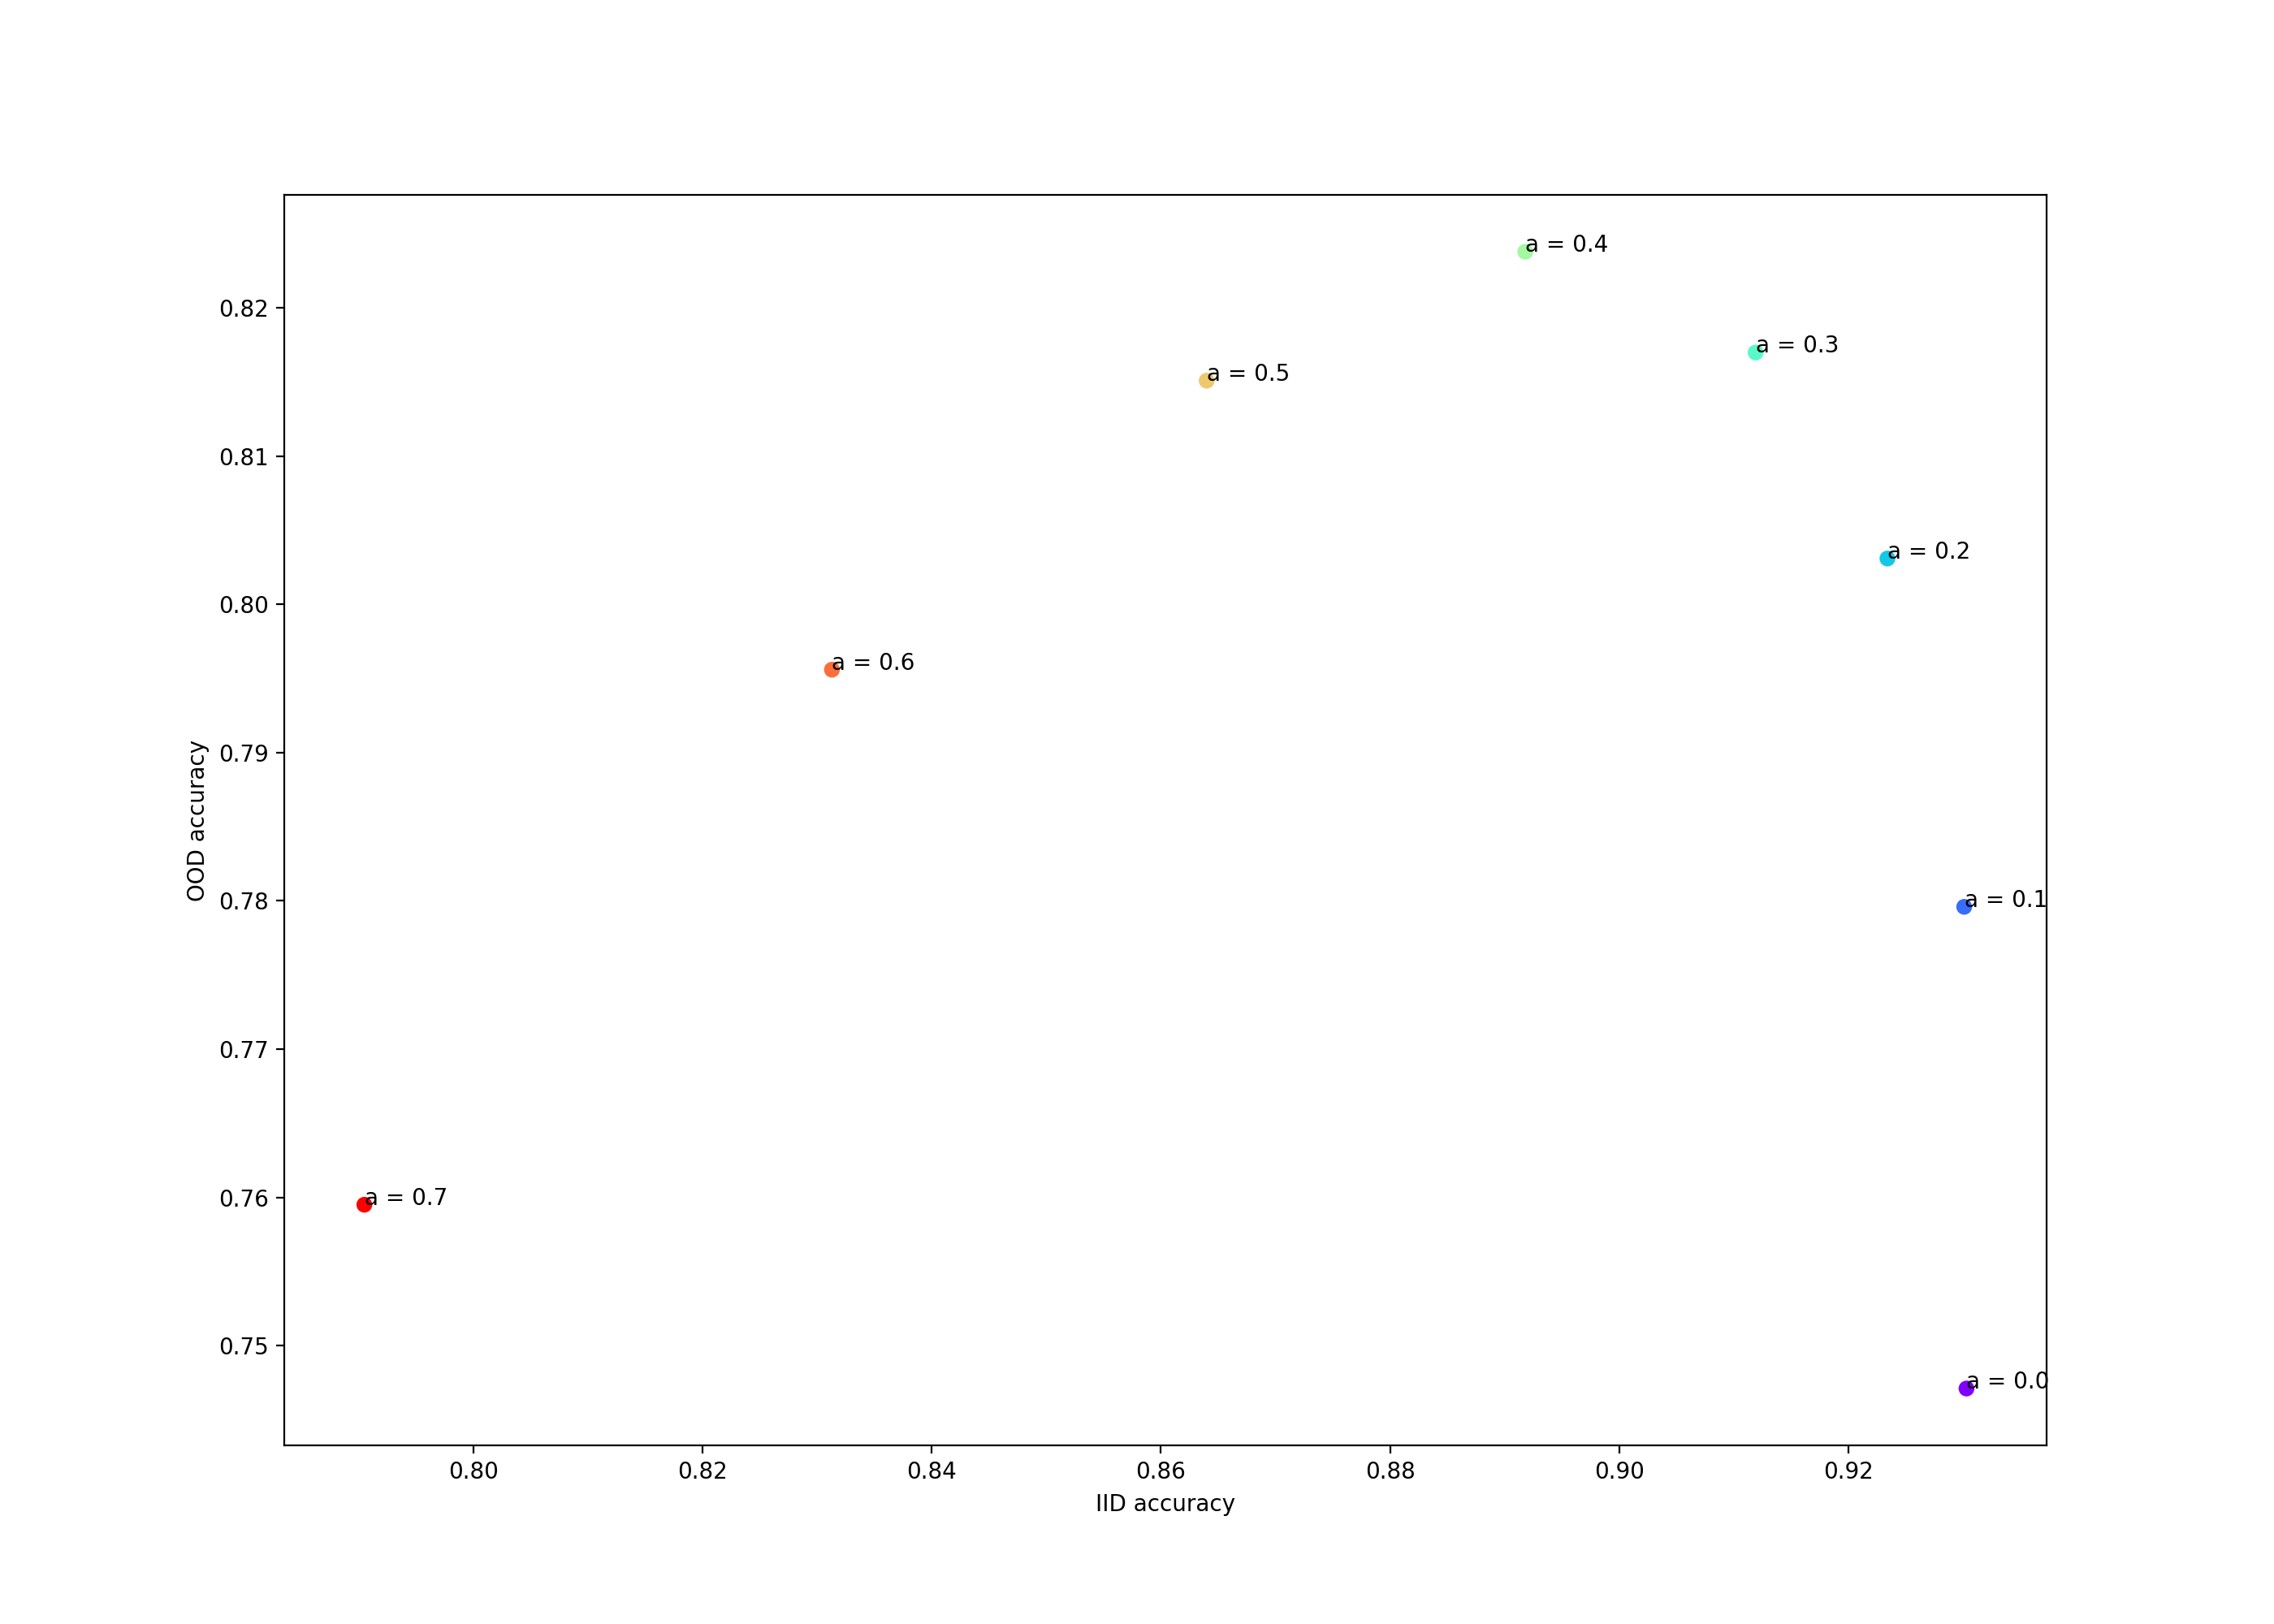 a = 0.4
0.82
a = 0.3
a = 0.5
0.81
a = 0.2
0.80
a = 0.6
0.79
OOD accuracy
0.78
a = 0.1
0.77
0.76
a = 0.7
0.75
a = 0.0
0.80 0.82 0.84 0.86 0.88 0.90 0.92
IID accuracy